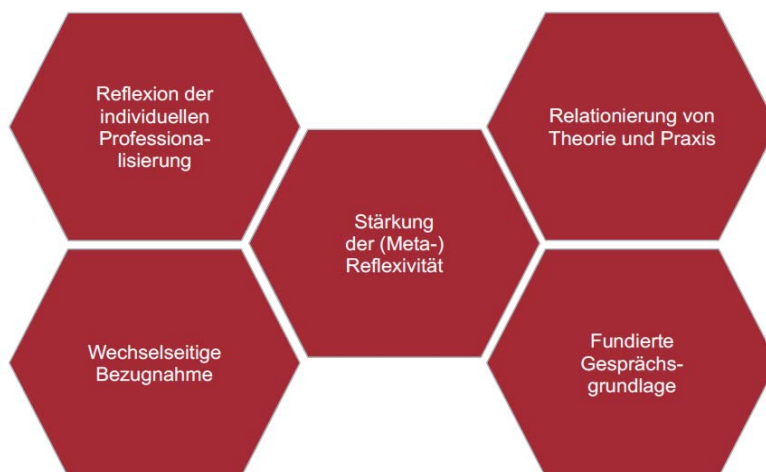 Reflexion der
individuellen
Professiona-
lisierung
Relationierung von
Theorie und Praxis
Stärkung
der (Meta-)
Reflexivität
Wechselseitige
Bezugnahme
Fundierte
Gesprächs-
grundlage